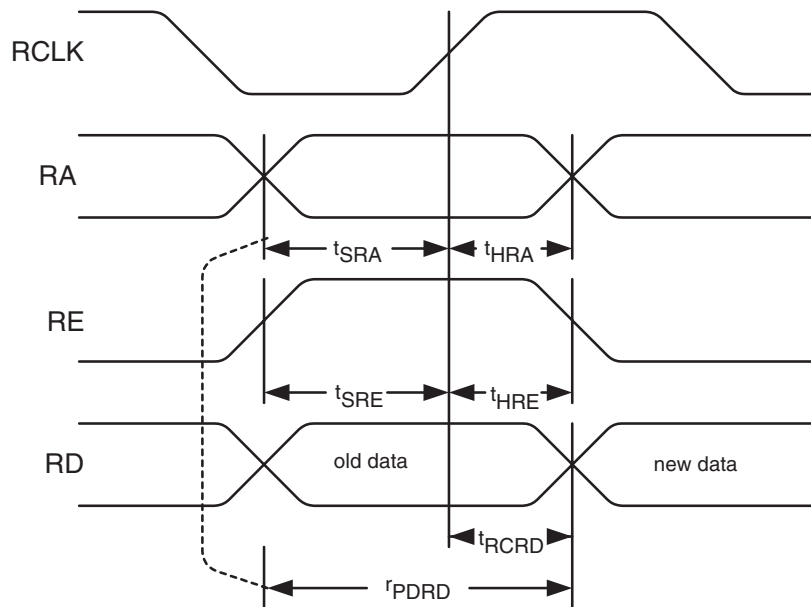 RCLK
RA
tSRA
tHRA
RE
tSRE
tHRE
RD
old data
new data
tRCRD
rPDRD